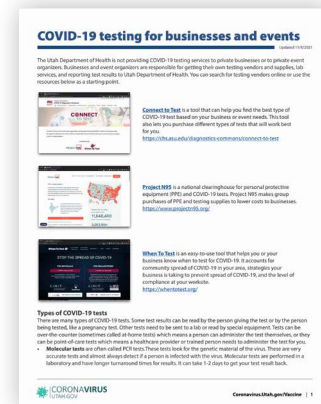 COVID-19 testing for businesses and events
Updated 11/9/2021
The Utah Department of Health is not providing COVID-19 testing services to private businesses or to private event
organizers. Businesses and event organizers are responsible for getting their own testing vendors and supplies, lab
services, and reporting test results to Utah Department of Health. You can search for testing vendors online or use the
resources below as a starting point.
CONNECT
TO TEST
Connect to Test is a tool that can help you find the best type of
COVID-19 test based on your business or event needs. This tool
also lets you purchase different types of tests that will work best
for you.
https://chs.asu.edu/diagnostics-commons/connect-to-test
Project N95 is a national clearinghouse for personal protective
equipment (PPE) and COVID-19 tests. Project N95 makes group
purchases of PPE and testing supplies to lower costs to businesses.
https://www.projectn95.org/
STOP THE SPREAD OF COVID-19
When To Test is an easy-to-use tool that helps you or your
business know when to test for COVID-19. It accounts for
community spread of COVID-19 in your area, strategies your
business is taking to prevent spread of COVID-19, and the level of
compliance at your worksite.
https://whentotest.org/
Types of COVID-19 tests
There are many types of COVID-19 tests. Some test results can be read by the person giving the test or by the person
being tested, like a pregnancy test. Other tests need to be sent to a lab or read by special equipment. Tests can be
over-the-counter (sometimes called at-home tests) which means a person can administer the test themselves, or they
can be point-of-care which means a healthcare provider or trained person needs to administer the test for you.
• Molecular tests are often called PCR tests. These tests look for the genetic material of the virus. These are very
accurate tests and almost always detect if a person is infected with the virus. Molecular tests are performed in a
laboratory and have longer turnaround times for results. It can take 1-2 days to get your test result back.
CORONAVIRUS
UTAH.GOV
Coronavirus.Utah.gov/Vaccine | 1